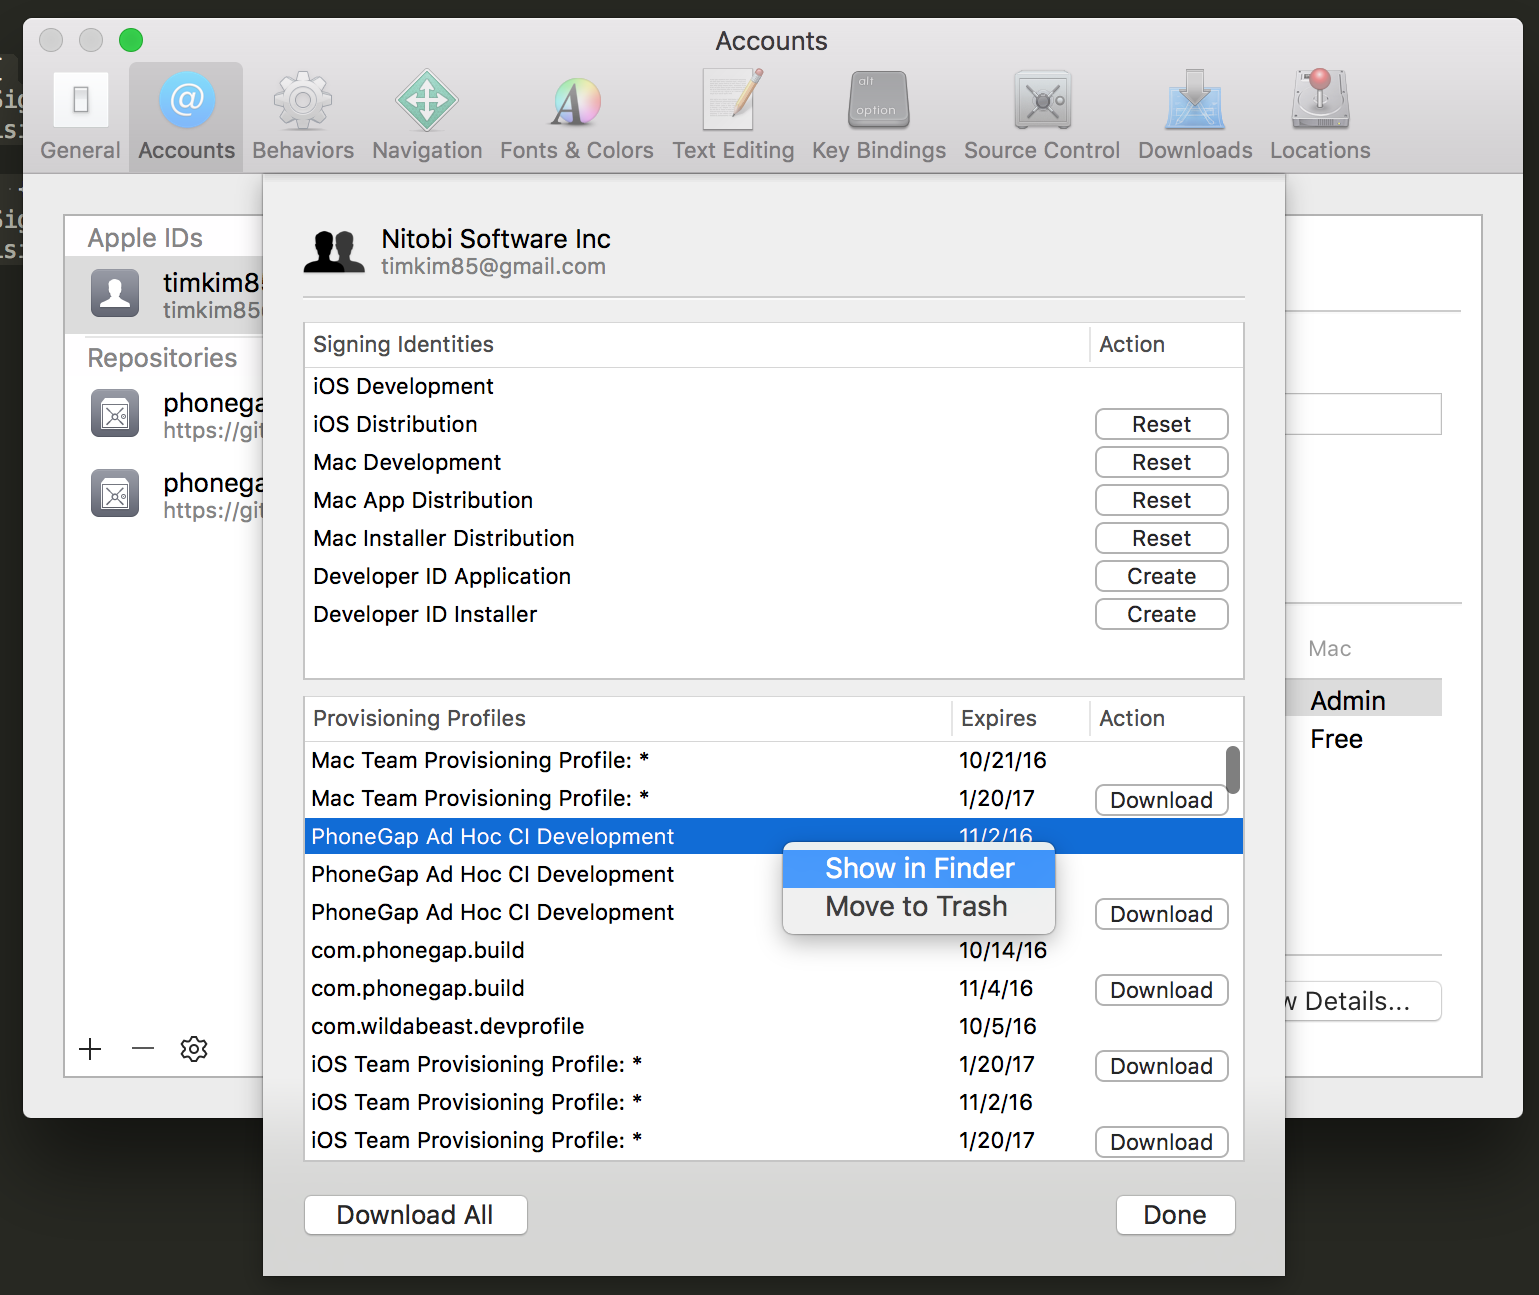 Accounts
alt
option
General Accounts Behaviors Navigation Fonts & Colors Text Editing Key Bindings Source Control Downloads Locations
Apple IDs
timkim85
timkim85
Repositories
phonega
https://git
phonega
https://git
Nitobi Software Inc
timkim85@gmail.com
Signing Identities Action
iOS Development
iOS Distribution Reset
Mac Development Reset
Mac App Distribution Reset
Mac Installer Distribution Reset
Developer ID Application Create
Developer ID Installer Create
Provisioning Profiles Expires Action
Mac Team Provisioning Profile: * 10/21/16
Mac Team Provisioning Profile: * 1/20/17 Download
PhoneGap Ad Hoc CI Development 11/2/16
PhoneGap Ad Hoc CI Development
PhoneGap Ad Hoc CI Development Download
Show in Finder
Move to Trash
com.phonegap.build 10/14/16
com.phonegap.build 11/4/16 Download
com.wildabeast.devprofile 10/5/16
iOS Team Provisioning Profile: * 1/20/17 Download
iOS Team Provisioning Profile: * 11/2/16
iOS Team Provisioning Profile: * 1/20/17 Download
Download All Done
Mac
Admin
Free
w Details...